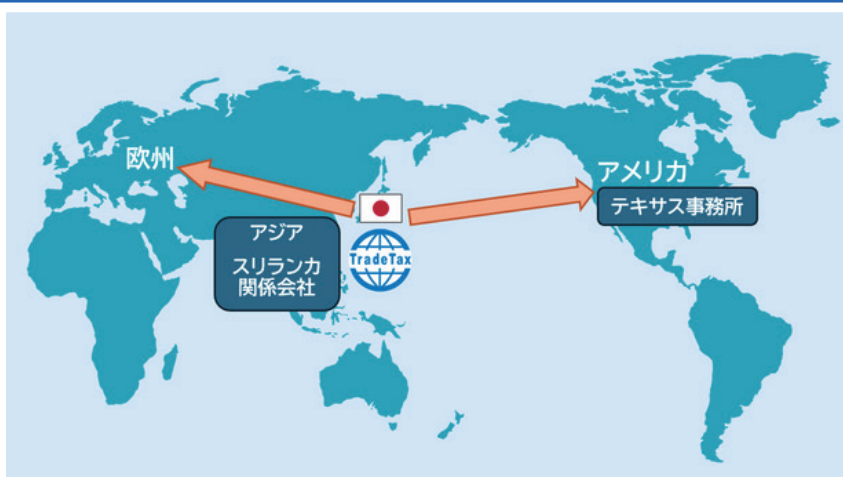 欧州
アメリカ
テキサス事務所
アジア
スリランカ
関係会社
TradeTax